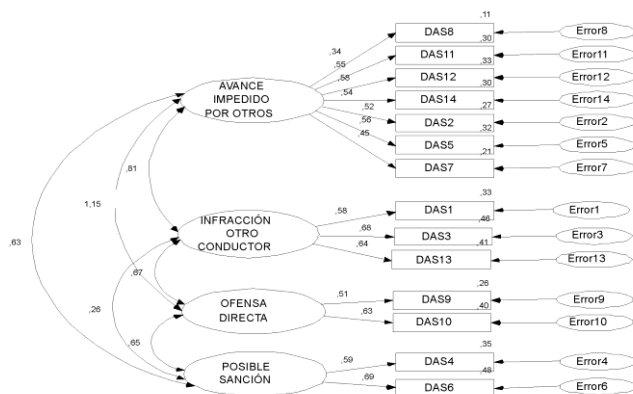 ,11
,34
DAS8
Error8
,30
,55
DAS11
Error11
,33
,58
DAS12
Error12
,30
AVANCE
IMPEDIDO
POR OTROS
,54
DAS14
Error14
,27
,52
DAS2
Error2
,32
,56
DAS5
Error5
,21
,45
DAS7
Error7
,81
1,15
,63
,33
INFRACCIÓN
OTRO
CONDUCTOR
,58
DAS1
Error1
,46
,68
DAS3
Error3
,41
,64
DAS13
Error13
,67
,26
,26
OFENSA
DIRECTA
,51
DAS9
Error9
,40
,63
DAS10
Error10
,65
,35
POSIBLE
SANCIÓN
,59
DAS4
Error4
,48
,69
DAS6
Error6